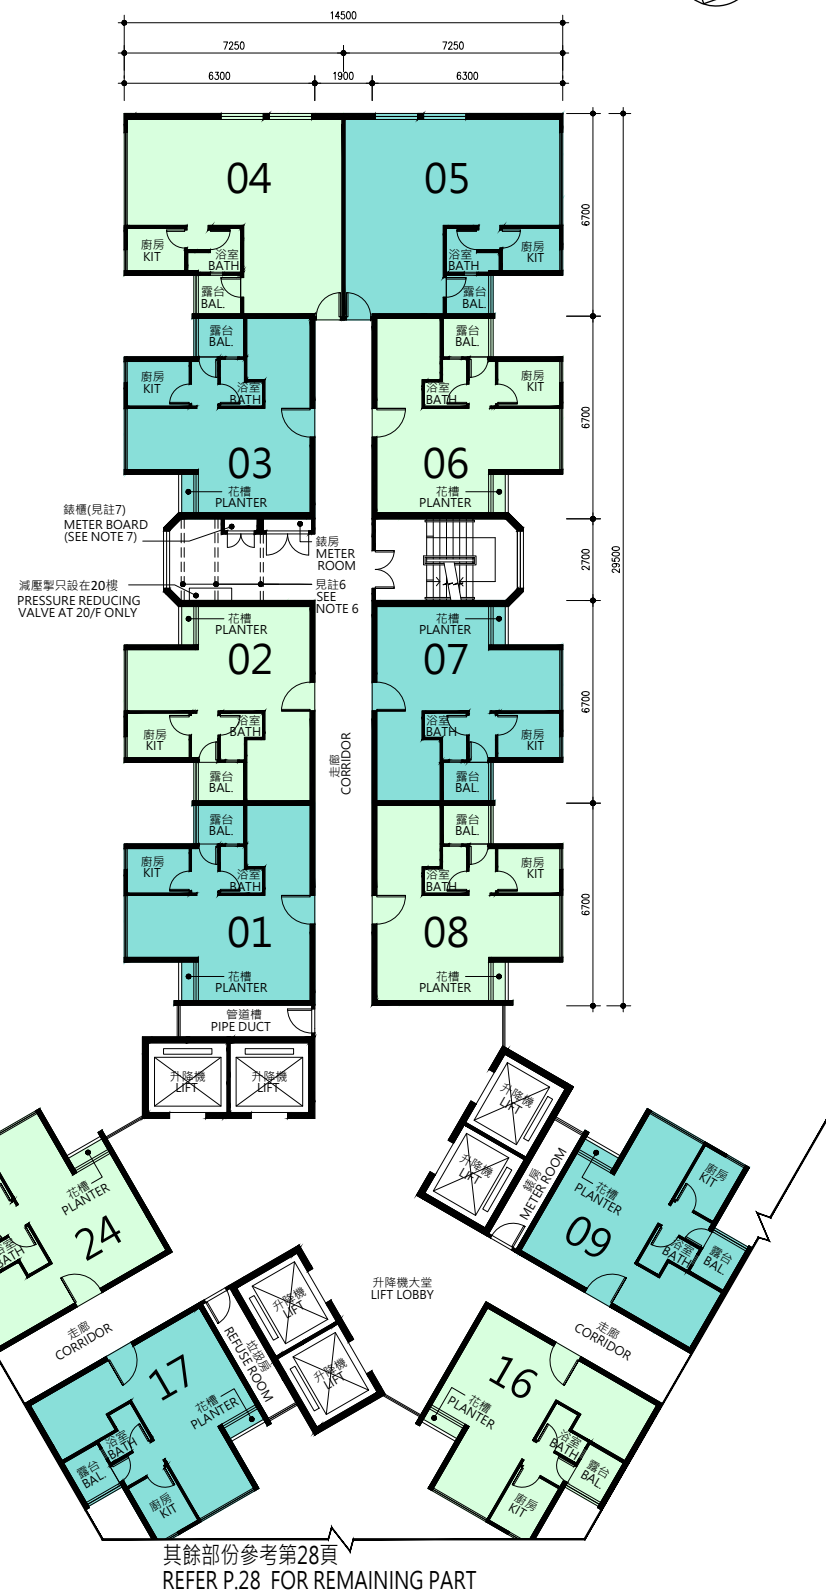 14500
7250
7250
6300
1900
6300
04
05
6700
廚房
KIT
浴室
BATH
浴室
BATH
廚房
KIT
露台
BAL.
露台
BAL.
露台
BAL.
露台
BAL.
廚房
KIT
浴室
BATH
浴室
BATH
廚房
KIT
6700
03
06
花槽
PLANTER
花槽
PLANTER
錶櫃(見註7)
METER BOARD
(SEE NOTE 7)
錶房
METER
ROOM
2700
29500
減壓掣只設在20樓
PRESSURE REDUCING
VALVE AT 20/F ONLY
見註6
SEE
NOTE 6
花槽
PLANTER
花槽
PLANTER
02
07
6700
廚房
KIT
浴室
BATH
浴室
BATH
廚房
KIT
走廊
CORRIDOR
露台
BAL.
露台
BAL.
露台
BAL.
露台
BAL.
廚房
KIT
浴室
BATH
浴室
BATH
廚房
KIT
6700
01
08
花槽
PLANTER
花槽
PLANTER
管道槽
PIPE DUCT
升降機
LIFT
升降機
LIFT
升降機
LIFT
升降機
LIFT
錶房
METER ROOM
花槽
PLANTER
廚房
KIT
09
浴室
BATH
露台
BAL.
花槽
PLANTER
24
浴室
BATH
升降機大堂
LIFT LOBBY
走廊
CORRIDOR
走廊
CORRIDOR
升降機
LIFT
升降機
LIFT
垃圾房
REFUSE ROOM
17
花槽
PLANTER
浴室
BATH
露台
BAL.
廚房
KIT
16
花槽
PLANTER
浴室
BATH
露台
BAL.
廚房
KIT
其餘部份參考第28頁
REFER P.28 FOR REMAINING PART